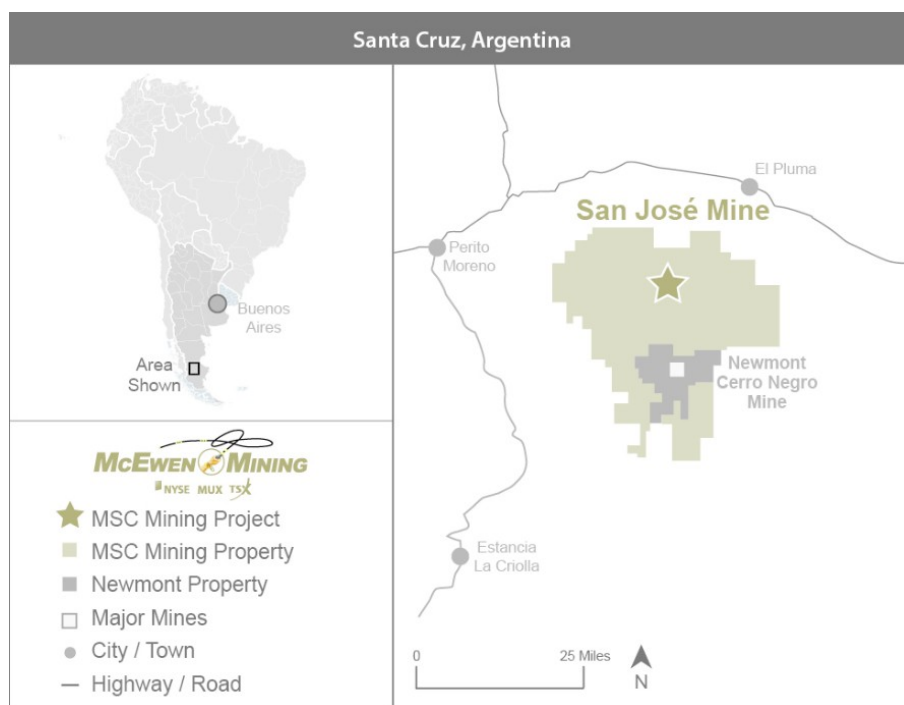 Santa Cruz, Argentina
Buenos
Aires
Area
Shown
McEwen Mining
NYSE MUX TSX
MSC Mining Project
MSC Mining Property
Newmont Property
Major Mines
City / Town
Highway / Road
El Pluma
San José Mine
Perito
Moreno
Newmont
Cerro Negro
Mine
Estancia
La Criolla
0 25 Miles
N